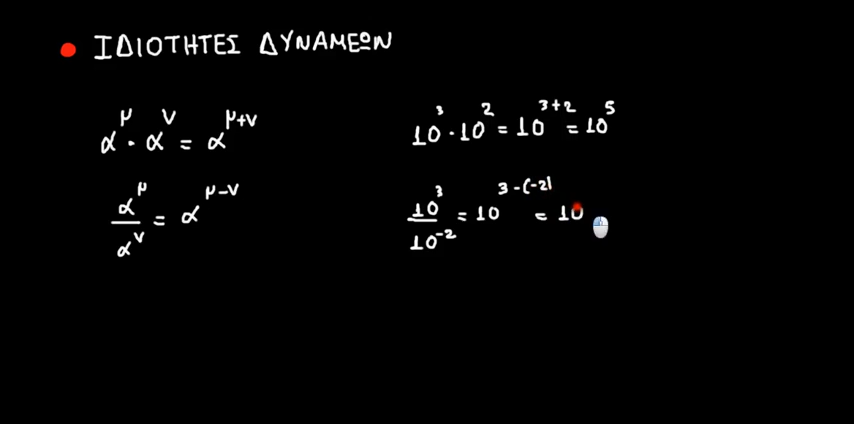 ΙΔΙΟΤΗΤΕΣ ΔΥΝΑΜΕΩΝ
α^μ · α^ν = α^{μ+ν}
10^3 · 10^2 = 10^{3+2} = 10^5
α^μ / α^ν = α^{μ-ν}
10^3 / 10^{-2} = 10^{3-(-2)} = 10